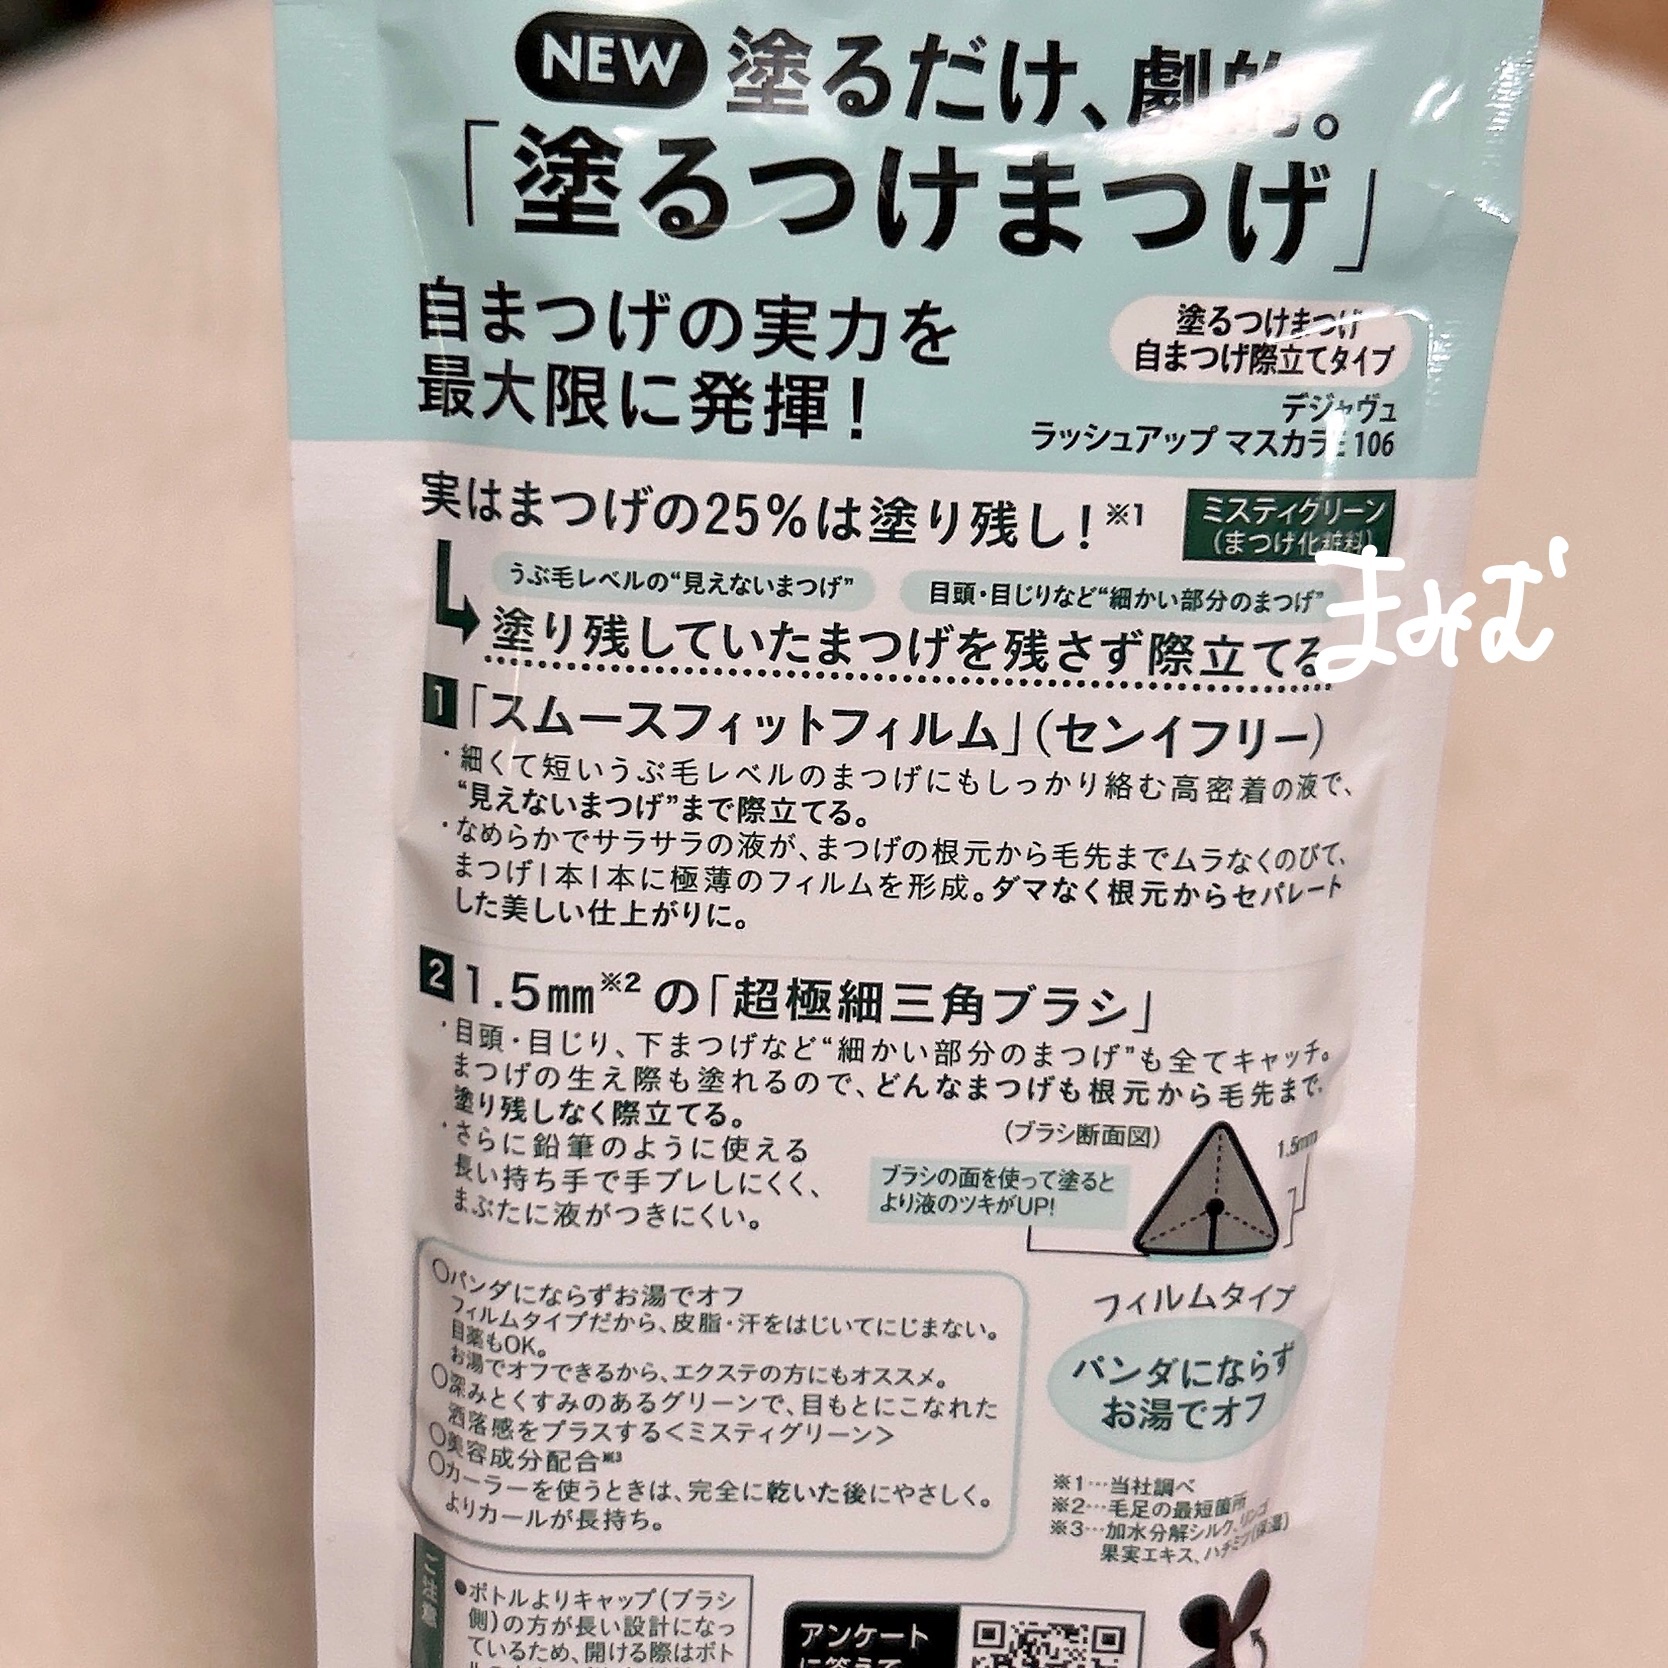 NEW 塗るだけ、劇的。
「塗るつけまつげ」
自まつげの実力を
最大限に発揮!
塗るつけまつげ
自まつげ際立てタイプ
デジャヴュ
ラッシュアップ マスカラE 106
ミスティグリーン
(まつげ化粧料)
まみむ
実はまつげの25%は塗り残し!※1
うぶ毛レベルの“見えないまつげ” 目頭・目じりなど“細かい部分のまつげ”
塗り残していたまつげを残さず際立てる
1「スムースフィットフィルム」(センイフリー)
・細くて短いうぶ毛レベルのまつげにもしっかり絡む高密着の液で、
“見えないまつげ”まで際立てる。
・なめらかでサラサラの液が、まつげの根元から毛先までムラなくのびて、
まつげ1本1本に極薄のフィルムを形成。ダマなく根元からセパレート
した美しい仕上がりに。
2 1.5mm※2の「超極細三角ブラシ」
・目頭・目じり、下まつげなど“細かい部分のまつげ”も全てキャッチ。
まつげの生え際も塗れるので、どんなまつげも根元から毛先まで、
塗り残しなく際立てる。
・さらに鉛筆のように使える
長い持ち手で手ブレしにくく、
まぶたに液がつきにくい。
(ブラシ断面図)
1.5mm
ブラシの面を使って塗ると
より液のツキがUP!
○パンダにならずお湯でオフ
フィルムタイプだから、皮脂・汗をはじいてにじまない。
目薬もOK。
お湯でオフできるから、エクステの方にもオススメ。
○深みとくすみのあるグリーンで、目もとにこなれた
洒落感をプラスする<ミスティグリーン>
○美容成分配合※3
○カーラーを使うときは、完全に乾いた後にやさしく。
よりカールが長持ち。
フィルムタイプ
パンダにならず
お湯でオフ
※1…当社調べ
※2…毛足の最短箇所
※3…加水分解シルク、リンゴ
果実エキス、ハチミツ(保湿)
ご注意
●ボトルよりキャップ(ブラシ
側)の方が長い設計になっ
ているため、開ける際はボト
アンケート
に答えて